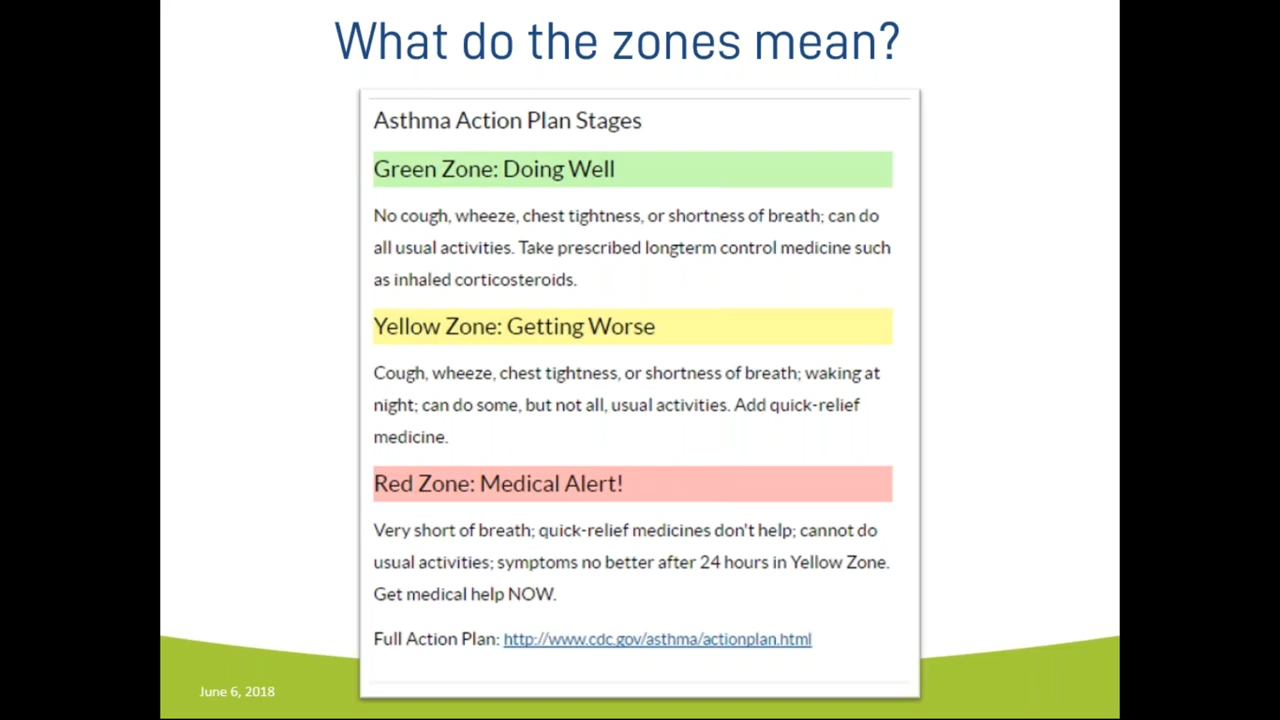 What do the zones mean?
Asthma Action Plan Stages
Green Zone: Doing Well
No cough, wheeze, chest tightness, or shortness of breath; can do
all usual activities. Take prescribed longterm control medicine such
as inhaled corticosteroids.
Yellow Zone: Getting Worse
Cough, wheeze, chest tightness, or shortness of breath; waking at
night; can do some, but not all, usual activities. Add quick-relief
medicine.
Red Zone: Medical Alert!
Very short of breath; quick-relief medicines don't help; cannot do
usual activities; symptoms no better after 24 hours in Yellow Zone.
Get medical help NOW.
Full Action Plan: http://www.cdc.gov/asthma/actionplan.html
June 6, 2018